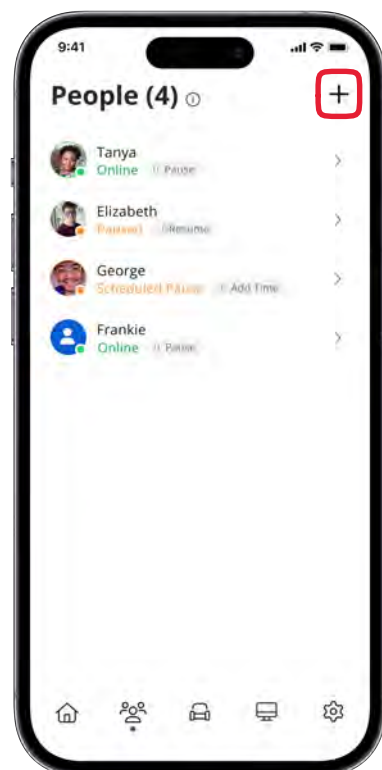 9:41
People (4)
Tanya
Online Pause
Elizabeth
Paused Resume
George
Scheduled Pause Add Time
Frankie
Online Pause